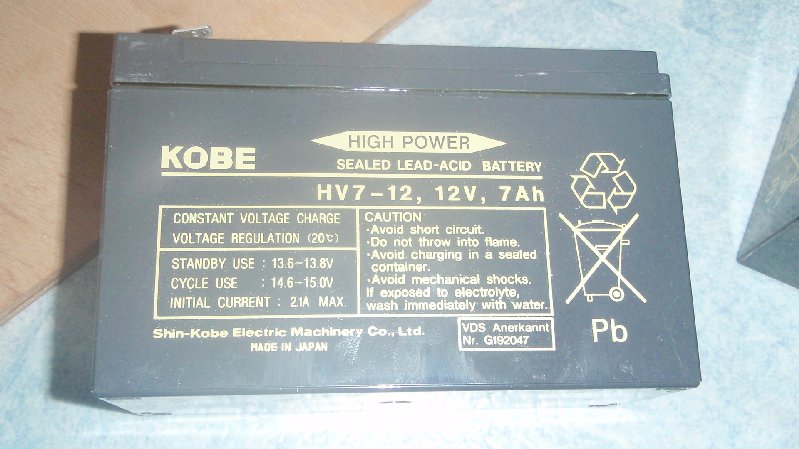 KOBE
HIGH POWER
SEALED LEAD-ACID BATTERY
HV7-12, 12V, 7Ah
CONSTANT VOLTAGE CHARGE
VOLTAGE REGULATION (20℃)
STANDBY USE : 13.6~13.8V
CYCLE USE : 14.6~15.0V
INITIAL CURRENT : 2.1A MAX.
CAUTION
·Avoid short circuit.
·Do not throw into flame.
·Avoid charging in a sealed
container.
·Avoid mechanical shocks.
If exposed to electrolyte,
wash immediately with water.
Shin-Kobe Electric Machinery Co., Ltd.
MADE IN JAPAN
VDS Anerkannt
Nr. G192047
Pb